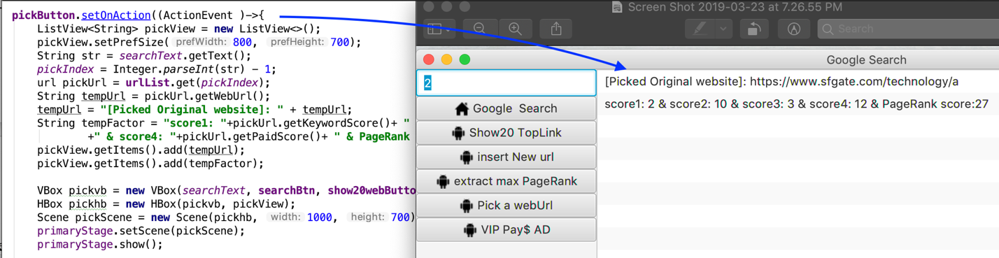 pickButton.setOnAction((ActionEvent )->{
ListView<String> pickView = new ListView<>();
pickView.setPrefSize( prefWidth: 800, prefHeight: 700);
String str = searchText.getText();
pickIndex = Integer.parseInt(str) - 1;
url pickUrl = urlList.get(pickIndex);
String tempUrl = pickUrl.getWebUrl();
tempUrl = "[Picked Original website]: " + tempUrl;
String tempFactor = "score1: "+pickUrl.getKeywordScore()+ "
+" & score4: "+pickUrl.getPaidScore()+ " & PageRank
pickView.getItems().add(tempUrl);
pickView.getItems().add(tempFactor);
VBox pickvb = new VBox(searchText, searchBtn, show20webButto
HBox pickhb = new HBox(pickvb, pickView);
Scene pickScene = new Scene(pickhb, width: 1000, height: 700)
primaryStage.setScene(pickScene);
primaryStage.show();
Screen Shot 2019-03-23 at 7.26.55 PM
Search
Google Search
2
Google Search
Show20 TopLink
insert New url
extract max PageRank
Pick a webUrl
VIP Pay$ AD
[Picked Original website]: https://www.sfgate.com/technology/a
score1: 2 & score2: 10 & score3: 3 & score4: 12 & PageRank score:27